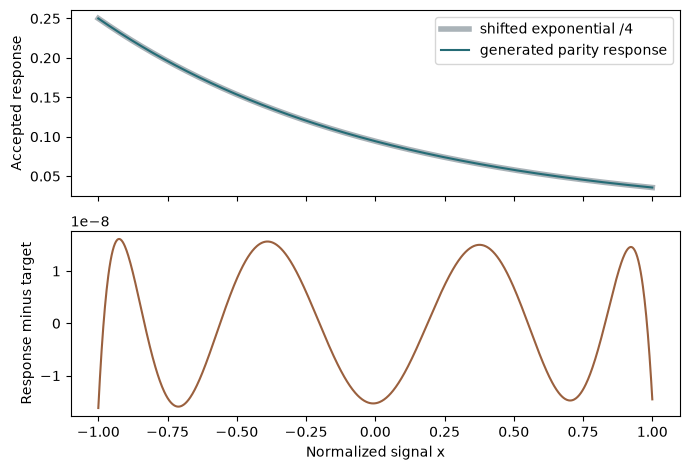 0.25
0.20
0.15
0.10
0.05
Accepted response
shifted exponential /4
generated parity response
1e−8
1
0
−1
Response minus target
−1.00
−0.75
−0.50
−0.25
0.00
0.25
0.50
0.75
1.00
Normalized signal x